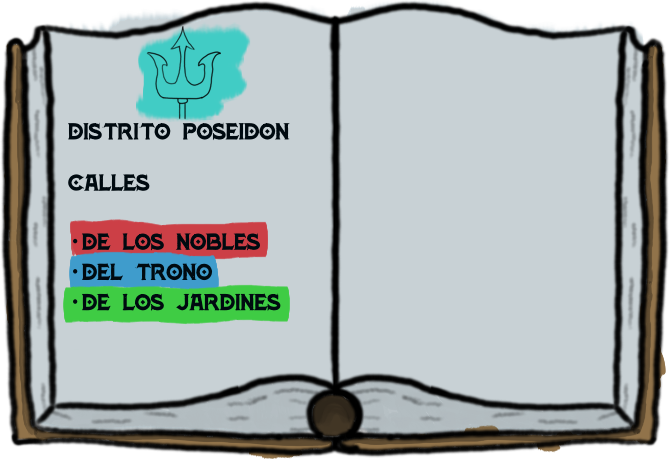 DISTRITO POSEIDON
CALLES
·DE LOS NOBLES
·DEL TRONO
·DE LOS JARDINES